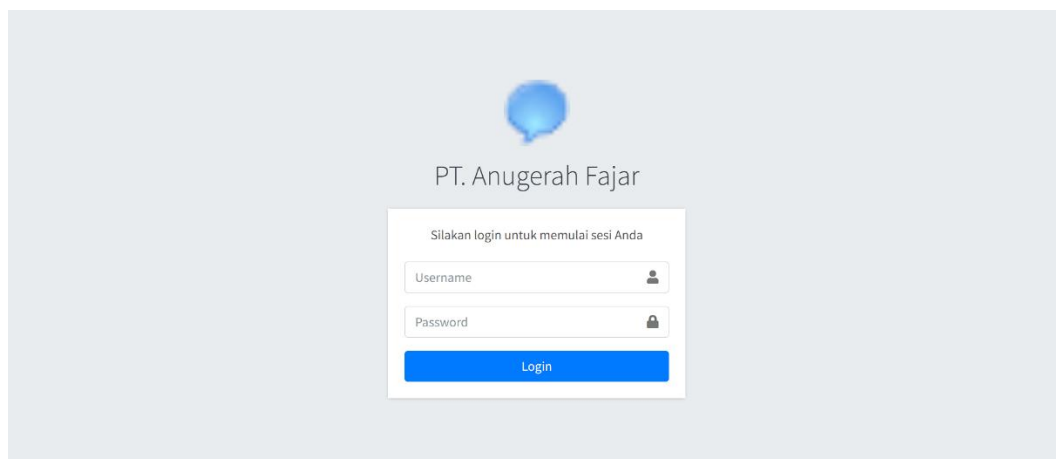 PT. Anugerah Fajar
Silakan login untuk memulai sesi Anda
Username
Password
Login